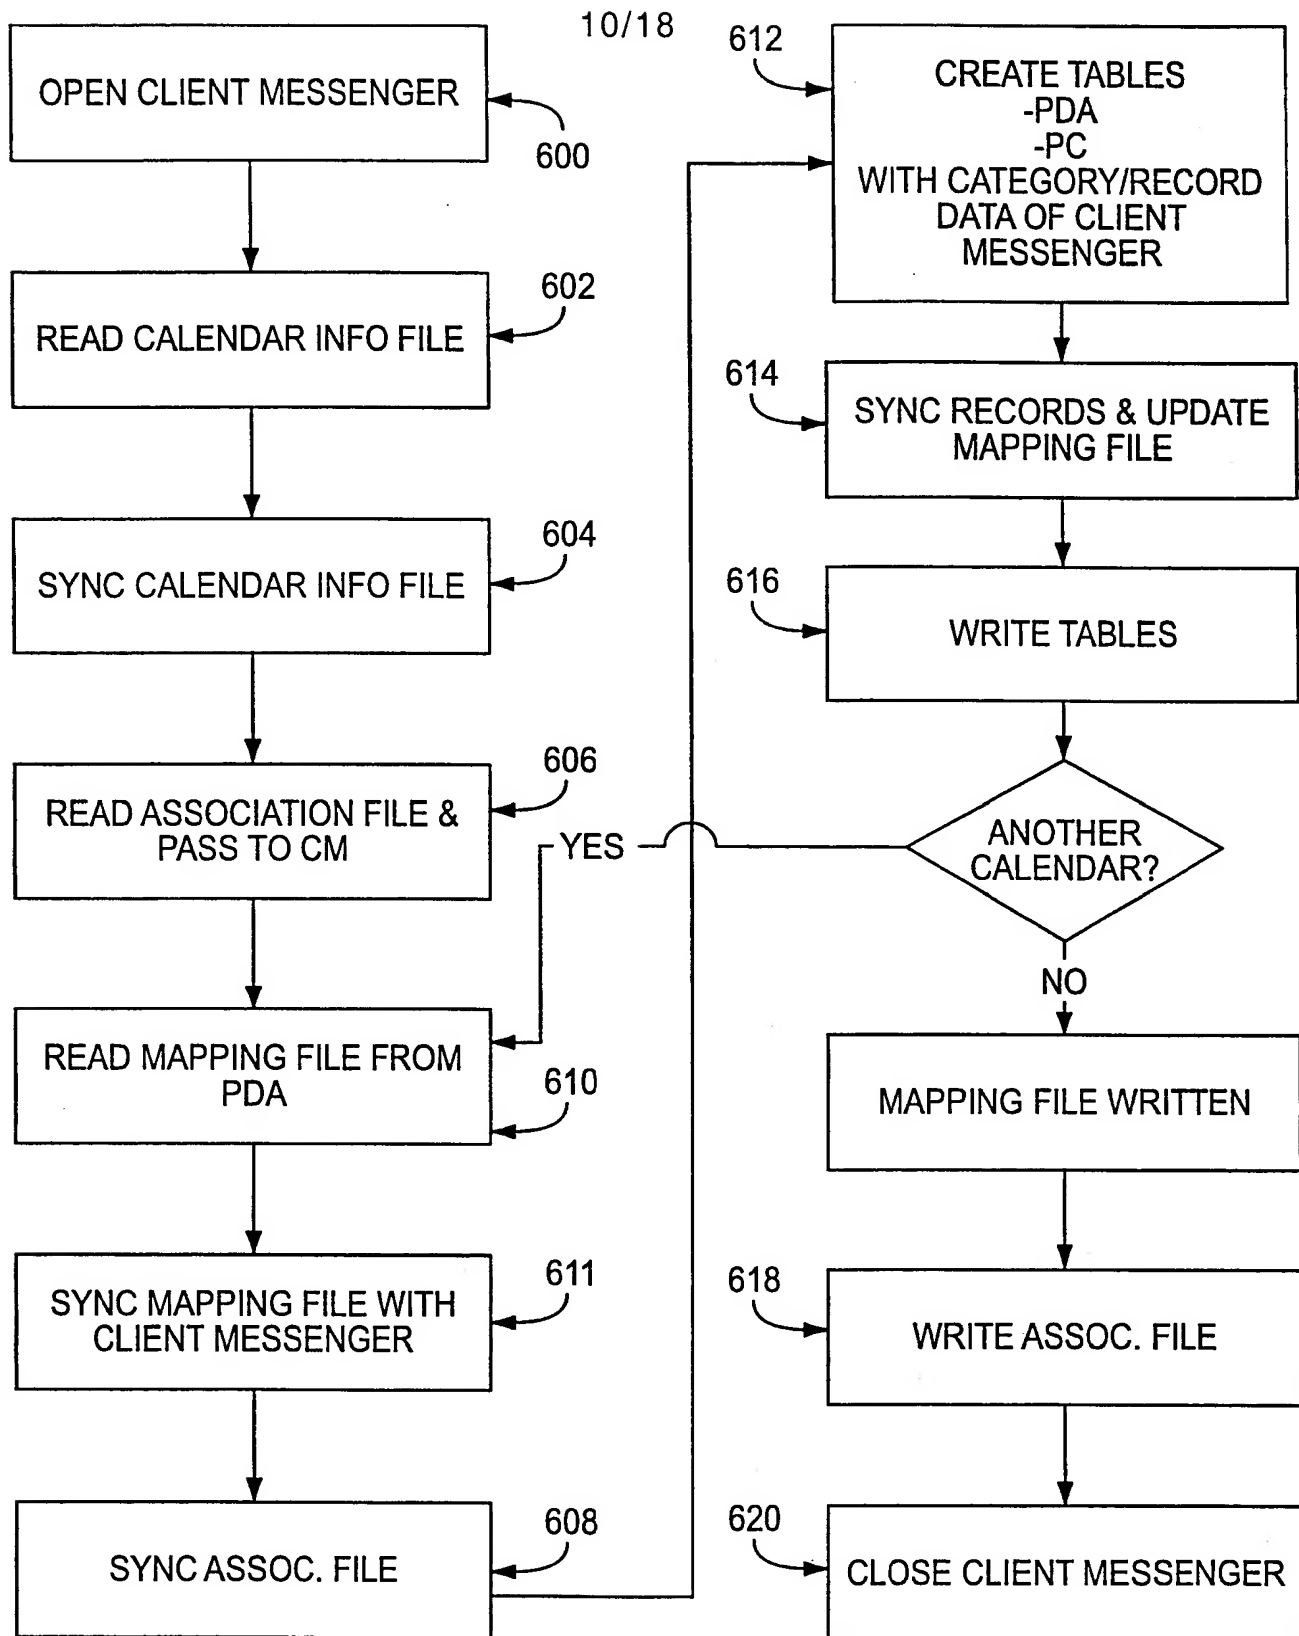 10/18
OPEN CLIENT MESSENGER
600
READ CALENDAR INFO FILE
602
SYNC CALENDAR INFO FILE
604
READ ASSOCIATION FILE &
PASS TO CM
606
READ MAPPING FILE FROM
PDA
610
SYNC MAPPING FILE WITH
CLIENT MESSENGER
611
SYNC ASSOC. FILE
608
612
CREATE TABLES
-PDA
-PC
WITH CATEGORY/RECORD
DATA OF CLIENT
MESSENGER
614
SYNC RECORDS & UPDATE
MAPPING FILE
616
WRITE TABLES
ANOTHER
CALENDAR?
YES
NO
MAPPING FILE WRITTEN
618
WRITE ASSOC. FILE
620
CLOSE CLIENT MESSENGER